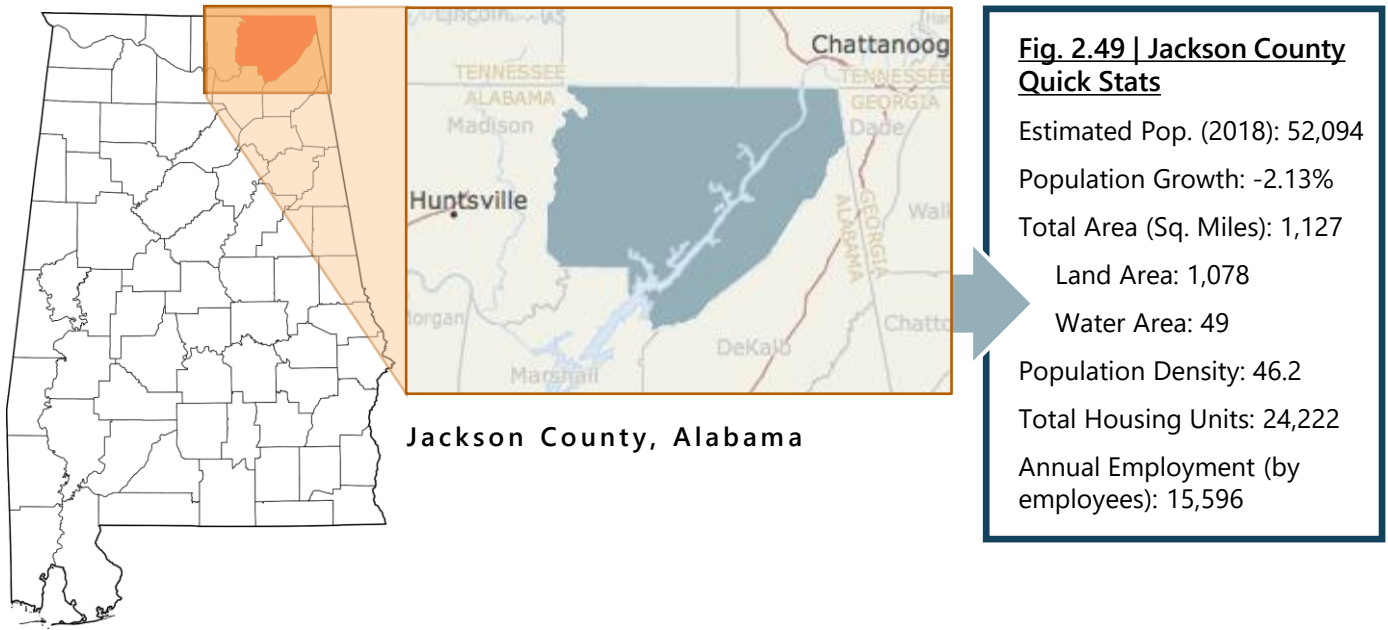 Lincoln
Chattanoog
TENNESSEE
TENNESSEE
ALABAMA
GEORGIA
Madison
Dade
Huntsville
GEORGIA
ALABAMA
Walk
Morgan
Chatto
DeKalb
Marshall
Jackson County, Alabama
Fig. 2.49 | Jackson County
Quick Stats
Estimated Pop. (2018): 52,094
Population Growth: -2.13%
Total Area (Sq. Miles): 1,127
Land Area: 1,078
Water Area: 49
Population Density: 46.2
Total Housing Units: 24,222
Annual Employment (by
employees): 15,596